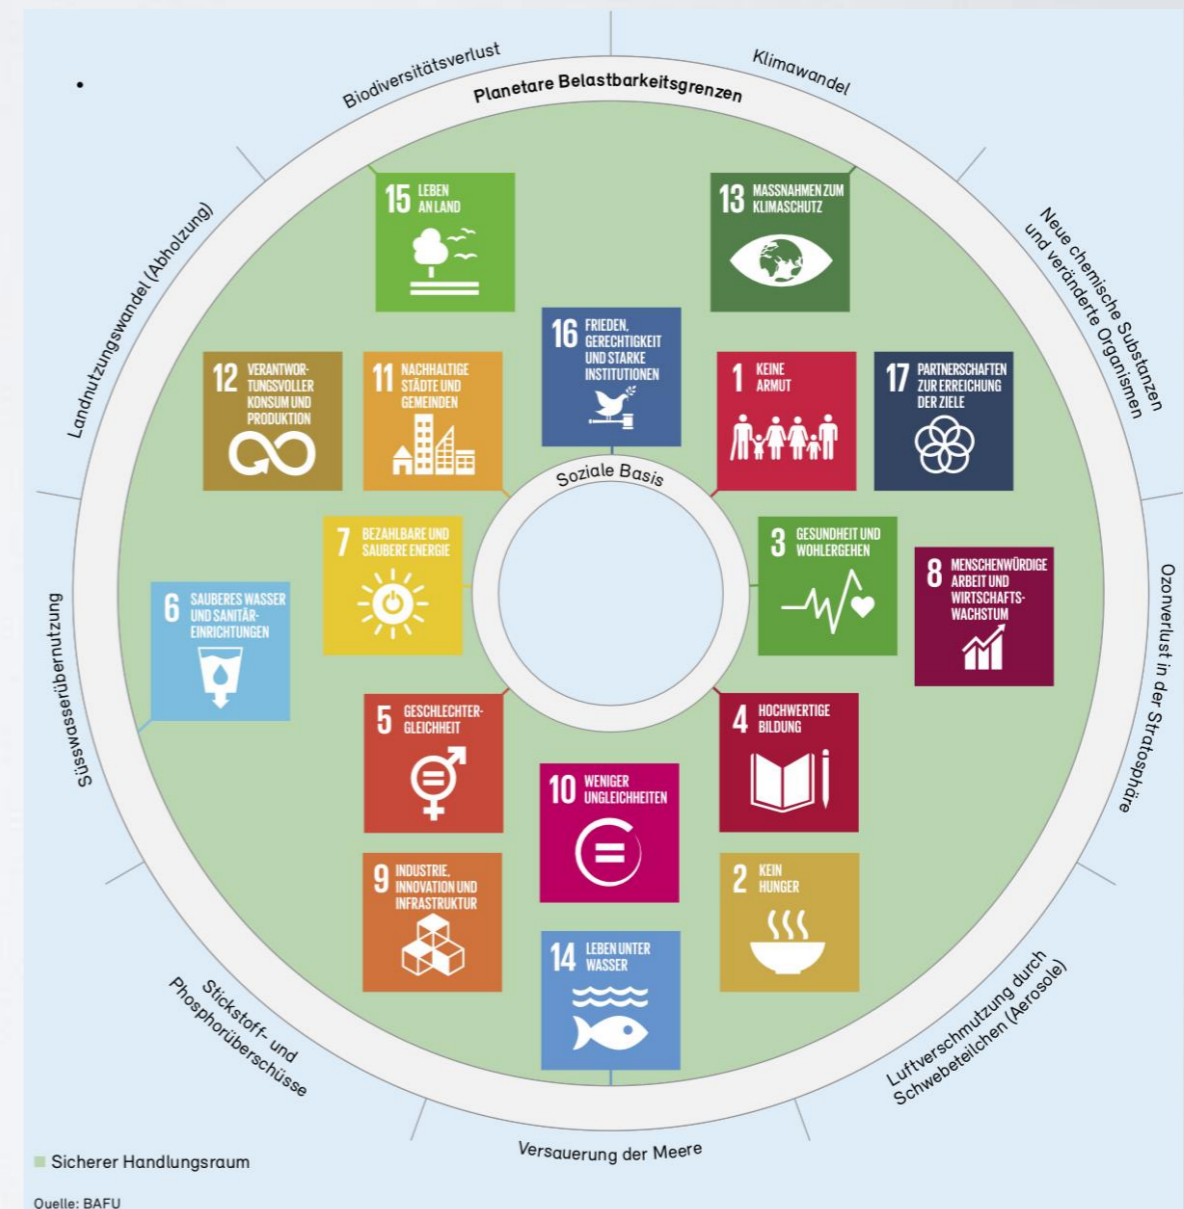 Biodiversitätsverlust
Klimawandel
Planetare Belastbarkeitsgrenzen
Landnutzungswandel (Abholzung)
Neue chemische Substanzen
und veränderte Organismen
15 LEBEN
AN LAND
13 MASSNAHMEN ZUM
KLIMASCHUTZ
16 FRIEDEN,
GERECHTIGKEIT
UND STARKE
INSTITUTIONEN
12 VERANTWOR-
TUNGSVOLLER
KONSUM UND
PRODUKTION
11 NACHHALTIGE
STÄDTE UND
GEMEINDEN
1 KEINE
ARMUT
17 PARTNERSCHAFTEN
ZUR ERREICHUNG
DER ZIELE
Soziale Basis
7 BEZAHLBARE UND
SAUBERE ENERGIE
3 GESUNDHEIT UND
WOHLERGEHEN
8 MENSCHENWÜRDIGE
ARBEIT UND
WIRTSCHAFTS-
WACHSTUM
6 SAUBERES WASSER
UND SANITÄR-
EINRICHTUNGEN
Süsswasserübernutzung
Ozonverlust in der Stratosphäre
5 GESCHLECHTER-
GLEICHHEIT
4 HOCHWERTIGE
BILDUNG
10 WENIGER
UNGLEICHHEITEN
9 INDUSTRIE,
INNOVATION UND
INFRASTRUKTUR
2 KEIN
HUNGER
14 LEBEN UNTER
WASSER
Stickstoff- und
Phosphorüberschüsse
Luftverschmutzung durch
Schwebeteilchen (Aerosole)
Versauerung der Meere
Sicherer Handlungsraum
Quelle: BAFU